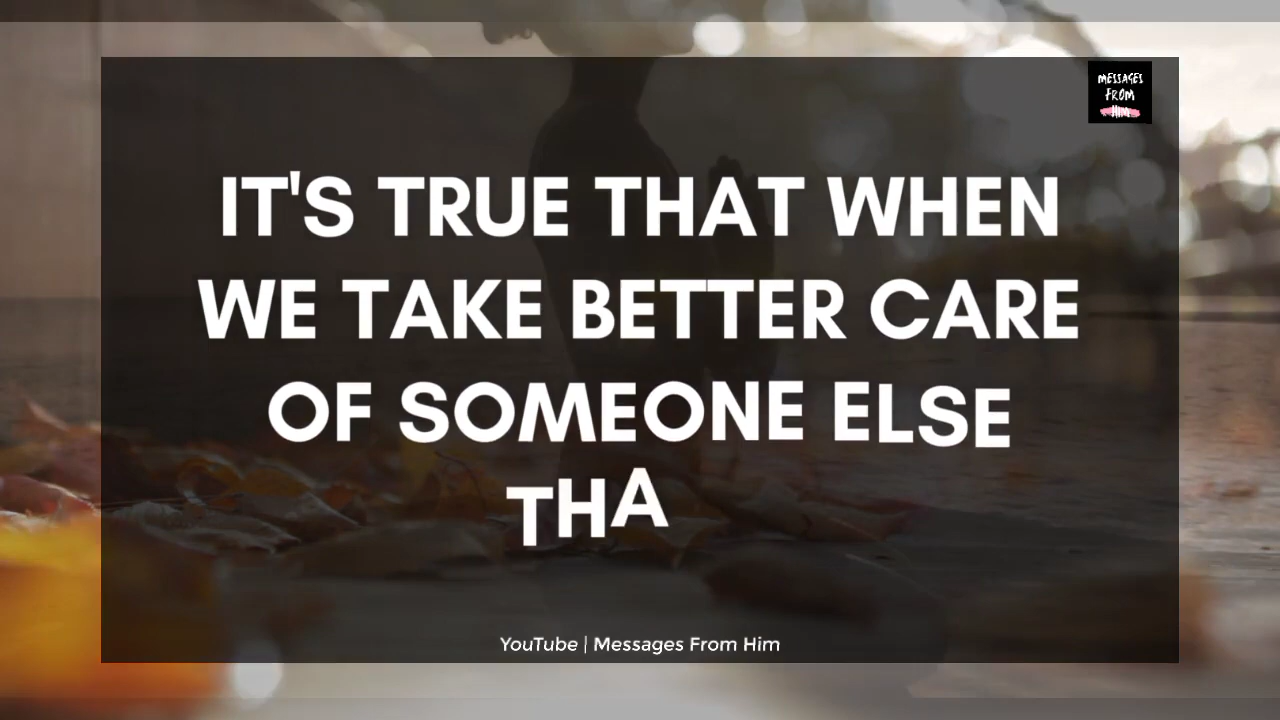 MESSAGES
FROM
HIM
IT'S TRUE THAT WHEN
WE TAKE BETTER CARE
OF SOMEONE ELSE
THA
YouTube | Messages From Him